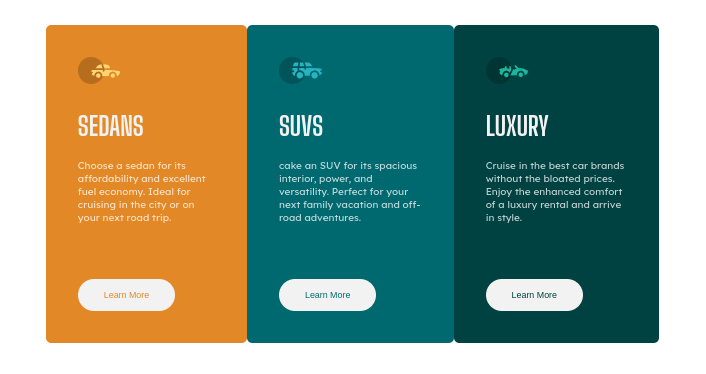 SEDANS
Choose a sedan for its
affordability and excellent
fuel economy. Ideal for
cruising in the city or on
your next road trip.
Learn More
SUVS
cake an SUV for its spacious
interior, power, and
versatility. Perfect for your
next family vacation and off-
road adventures.
Learn More
LUXURY
Cruise in the best car brands
without the bloated prices.
Enjoy the enhanced comfort
of a luxury rental and arrive
in style.
Learn More